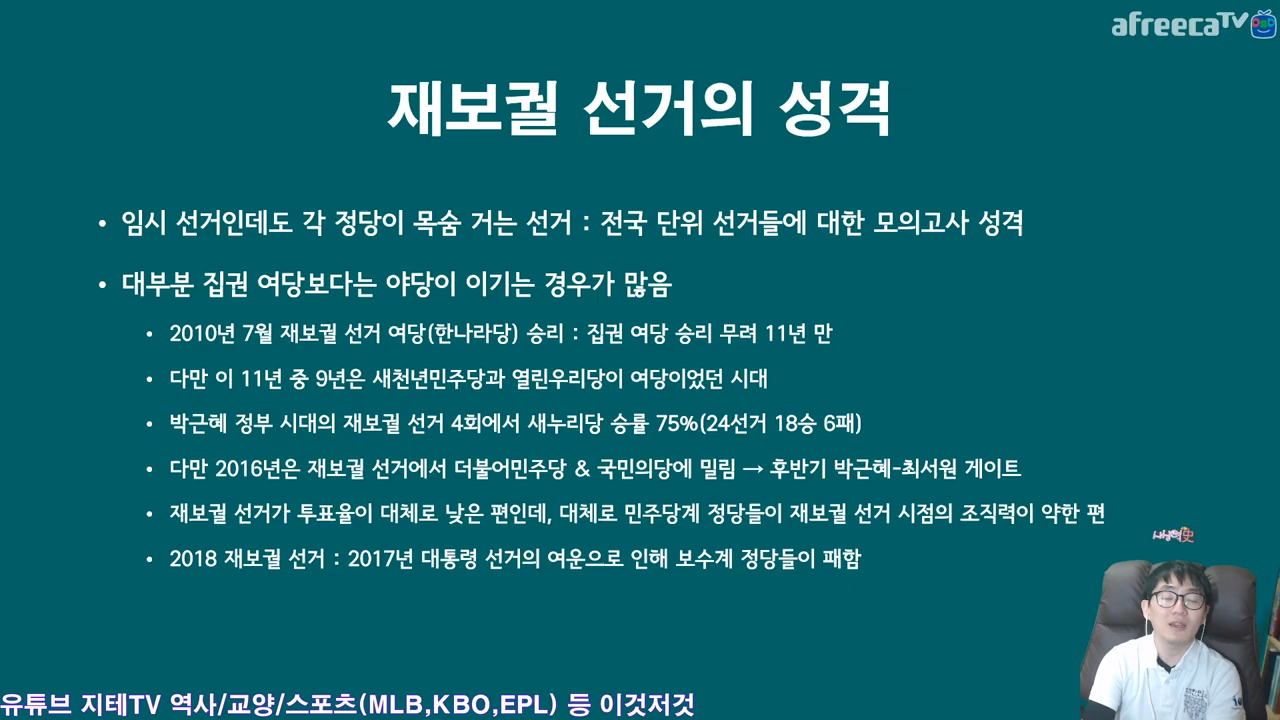 afreecaTV
재보궐 선거의 성격
• 임시 선거인데도 각 정당이 목숨 거는 선거 : 전국 단위 선거들에 대한 모의고사 성격
• 대부분 집권 여당보다는 야당이 이기는 경우가 많음
• 2010년 7월 재보궐 선거 여당(한나라당) 승리 : 집권 여당 승리 무려 11년 만
• 다만 이 11년 중 9년은 새천년민주당과 열린우리당이 여당이었던 시대
• 박근혜 정부 시대의 재보궐 선거 4회에서 새누리당 승률 75%(24선거 18승 6패)
• 다만 2016년은 재보궐 선거에서 더불어민주당 & 국민의당에 밀림 → 후반기 박근혜-최서원 게이트
• 재보궐 선거가 투표율이 대체로 낮은 편인데, 대체로 민주당계 정당들이 재보궐 선거 시점의 조직력이 약한 편
• 2018 재보궐 선거 : 2017년 대통령 선거의 여운으로 인해 보수계 정당들이 패함
유튜브 지테TV 역사/교양/스포츠(MLB,KBO,EPL) 등 이것저것